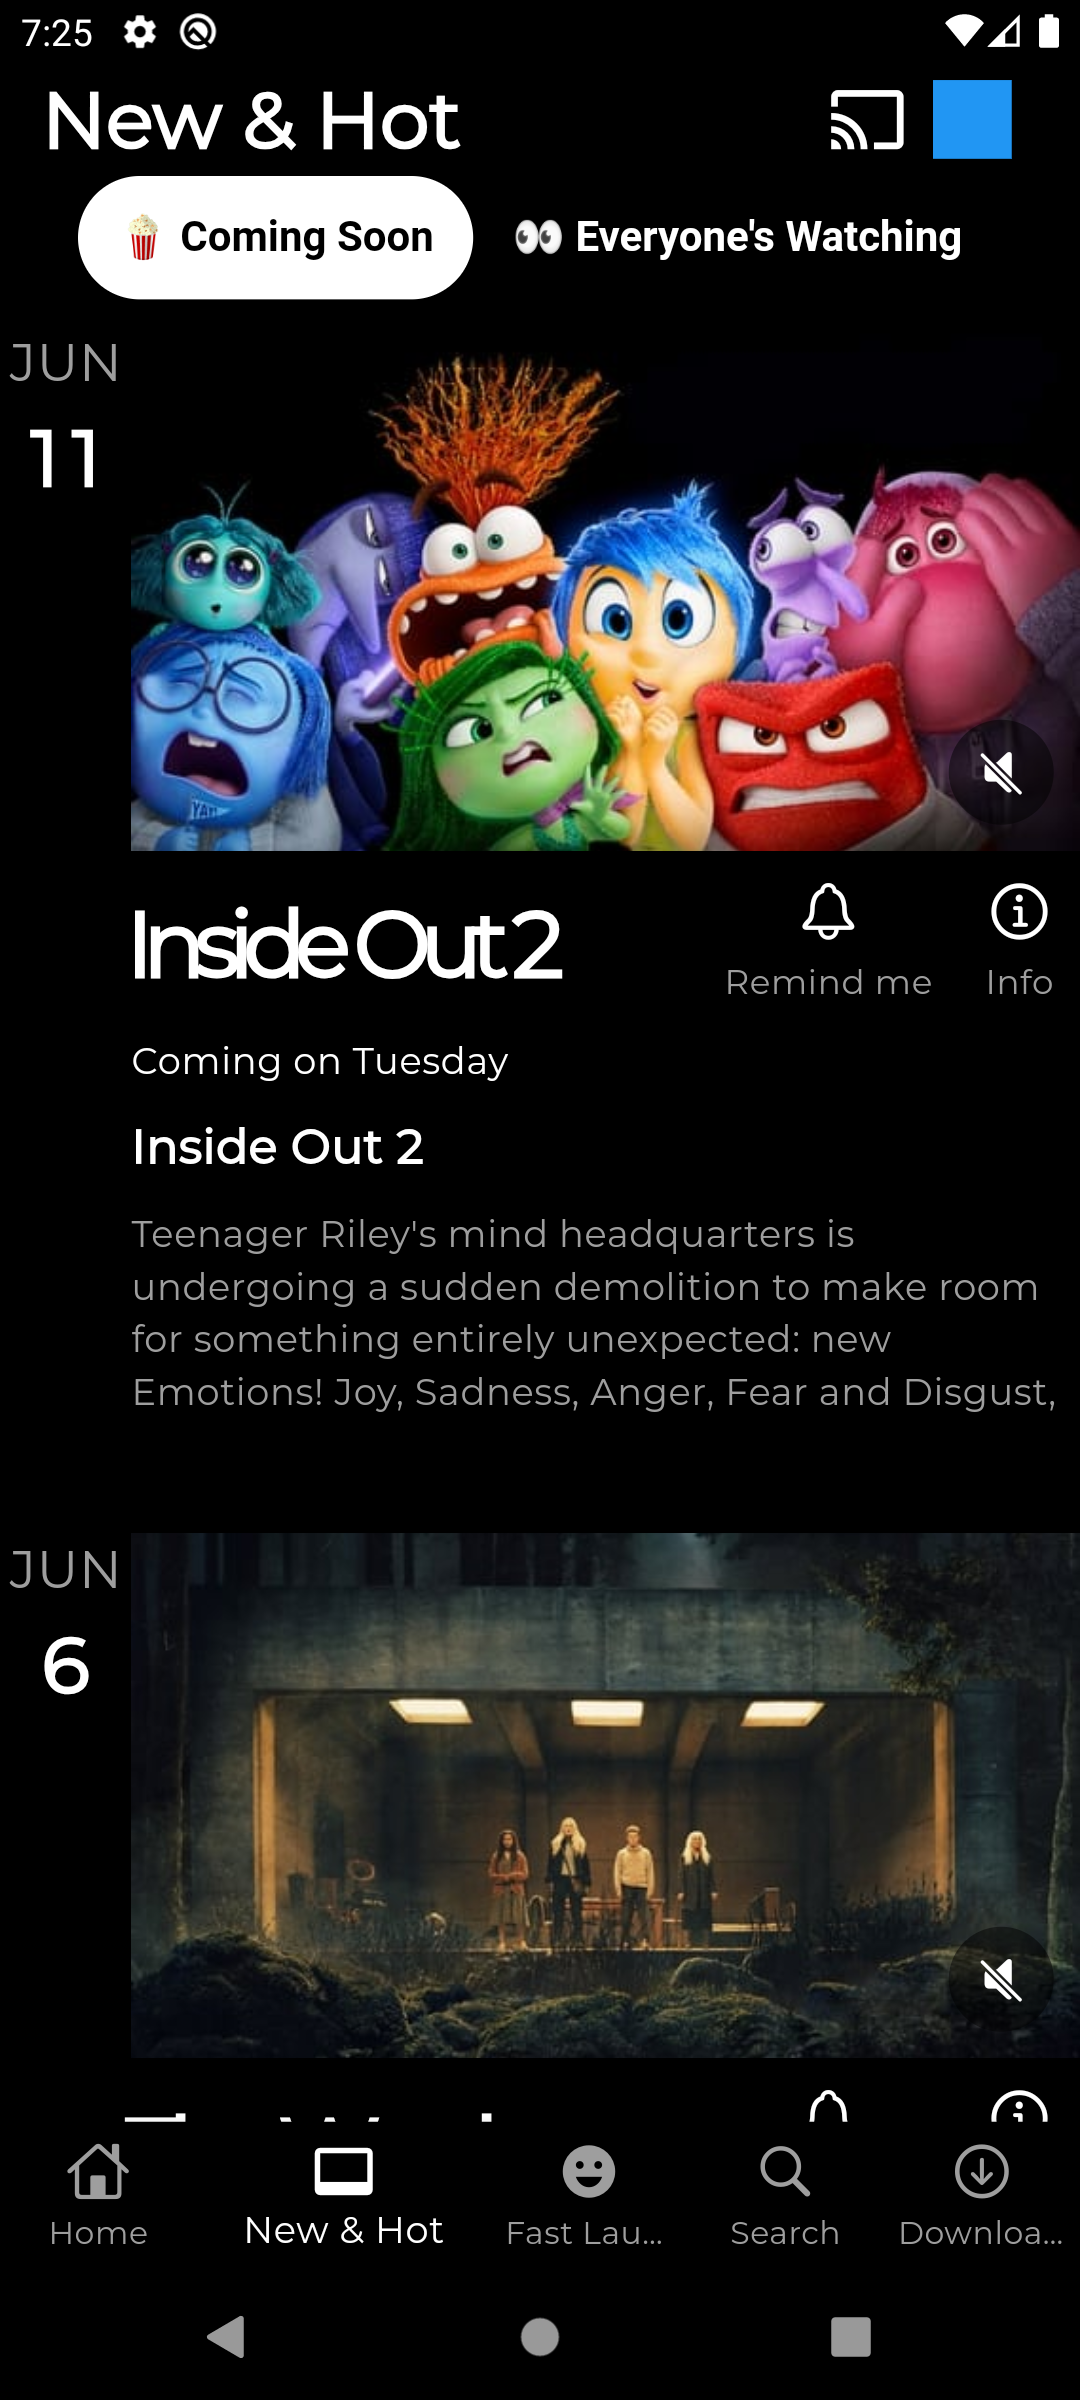 7:25
New & Hot
🍿 Coming Soon
👀 Everyone's Watching
JUN
11
Inside Out 2
Remind me
Info
Coming on Tuesday
Inside Out 2
Teenager Riley's mind headquarters is
undergoing a sudden demolition to make room
for something entirely unexpected: new
Emotions! Joy, Sadness, Anger, Fear and Disgust,
JUN
6
Home
New & Hot
Fast Lau...
Search
Downloa...